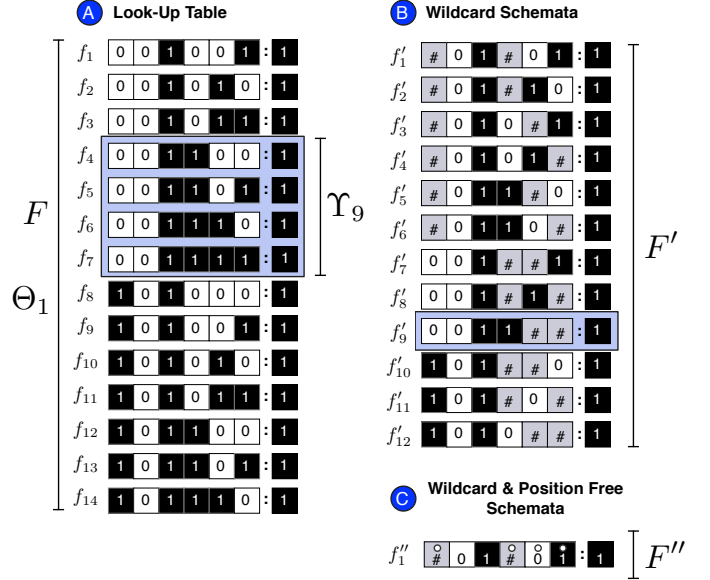 A Look-Up Table
f1 0 0 1 0 0 1 : 1
f2 0 0 1 0 1 0 : 1
f3 0 0 1 0 1 1 : 1
f4 0 0 1 1 0 0 : 1
f5 0 0 1 1 0 1 : 1
f6 0 0 1 1 1 0 : 1
f7 0 0 1 1 1 1 : 1
f8 1 0 1 0 0 0 : 1
f9 1 0 1 0 0 1 : 1
f10 1 0 1 0 1 0 : 1
f11 1 0 1 0 1 1 : 1
f12 1 0 1 1 0 0 : 1
f13 1 0 1 1 0 1 : 1
f14 1 0 1 1 1 0 : 1
F
Θ1
Υ9
B Wildcard Schemata
f′1 # 0 1 # 0 1 : 1
f′2 # 0 1 # 1 0 : 1
f′3 # 0 1 0 # 1 : 1
f′4 # 0 1 0 1 # : 1
f′5 # 0 1 1 # 0 : 1
f′6 # 0 1 1 0 # : 1
f′7 0 0 1 # # 1 : 1
f′8 0 0 1 # 1 # : 1
f′9 0 0 1 1 # # : 1
f′10 1 0 1 # # 0 : 1
f′11 1 0 1 # 0 # : 1
f′12 1 0 1 0 # # : 1
F′
C Wildcard & Position Free
Schemata
f′′1 # 0 1 # 0 1 : 1
F′′